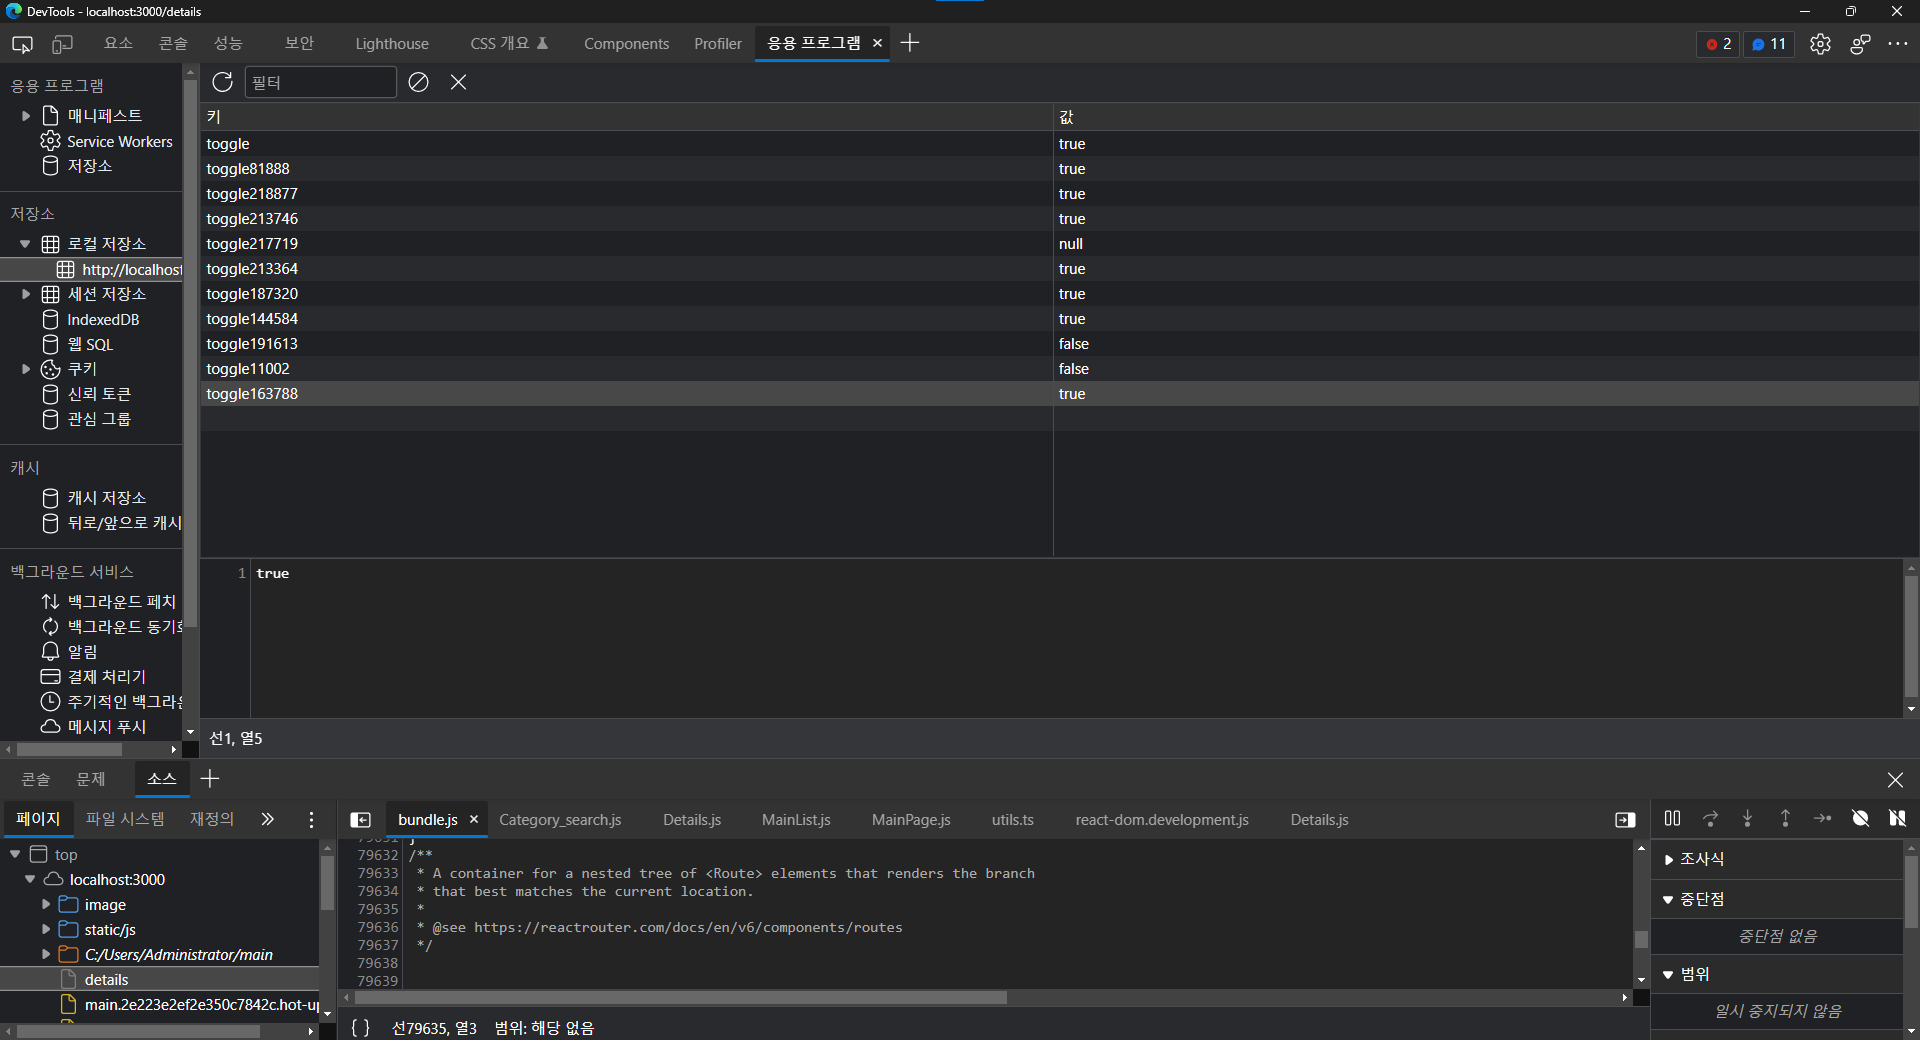 DevTools - localhost:3000/details
요소 콘솔 성능 보안 Lighthouse CSS 개요 Components Profiler 응용 프로그램 2 11
응용 프로그램
매니페스트
Service Workers
저장소
저장소
로컬 저장소
http://localhost
세션 저장소
IndexedDB
웹 SQL
쿠키
신뢰 토큰
관심 그룹
캐시
캐시 저장소
뒤로/앞으로 캐시
백그라운드 서비스
백그라운드 페치
백그라운드 동기화
알림
결제 처리기
주기적인 백그라운
메시지 푸시
필터
키 값
toggle true
toggle81888 true
toggle218877 true
toggle213746 true
toggle217719 null
toggle213364 true
toggle187320 true
toggle144584 true
toggle191613 false
toggle11002 false
toggle163788 true
1 true
선1, 열5
콘솔 문제 소스
페이지 파일 시스템 재정의
top
localhost:3000
image
static/js
C:/Users/Administrator/main
details
main.2e223e2ef2e350c7842c.hot-up
bundle.js Category_search.js Details.js MainList.js MainPage.js utils.ts react-dom.development.js Details.js
79631 }
79632 /**
79633 * A container for a nested tree of <Route> elements that renders the branch
79634 * that best matches the current location.
79635 *
79636 * @see https://reactrouter.com/docs/en/v6/components/routes
79637 */
79638
79639
{ } 선79635, 열3 범위: 해당 없음
조사식
중단점
중단점 없음
범위
일시 중지되지 않음